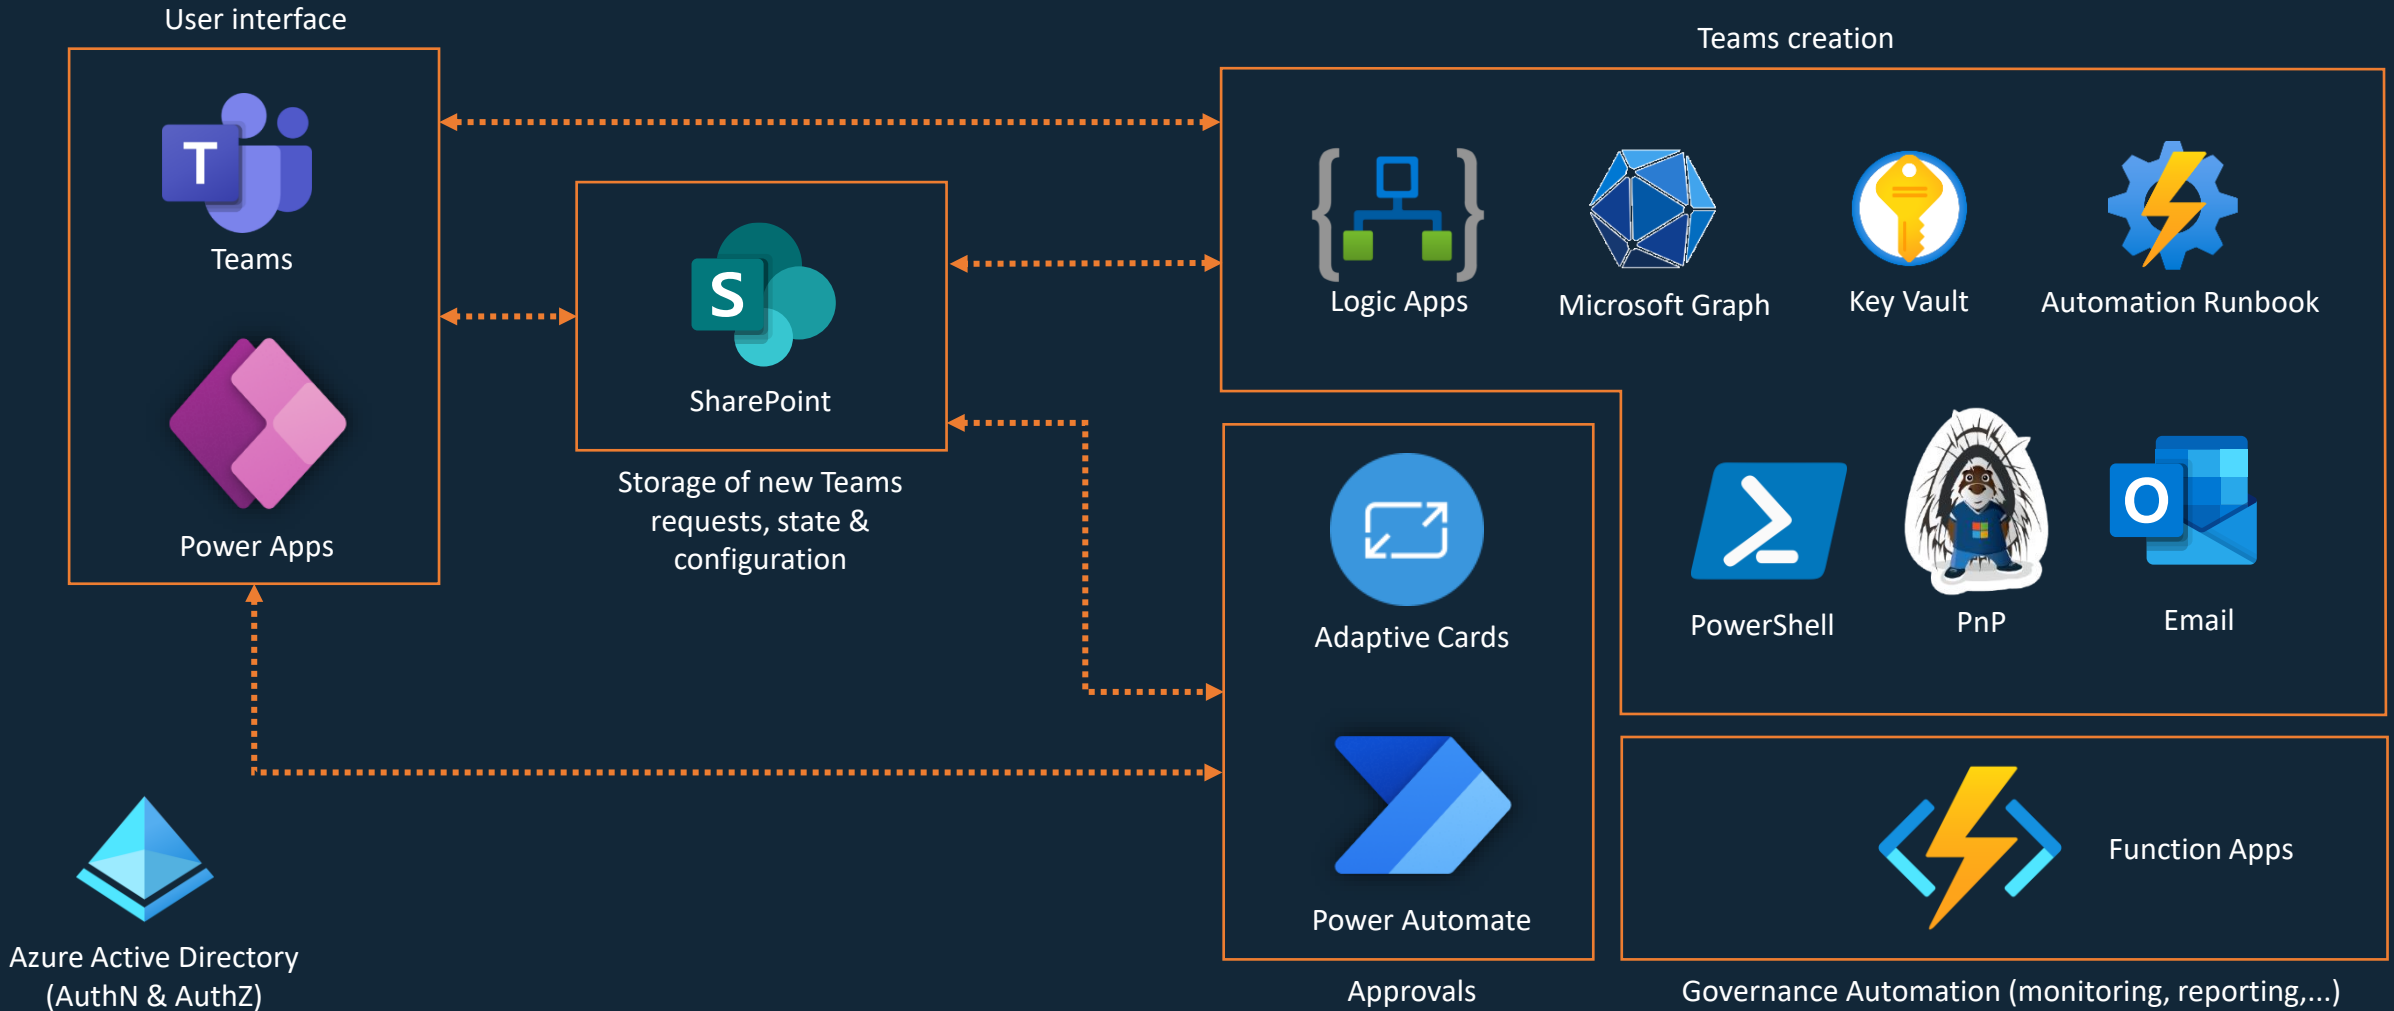 User interface
Teams creation
T
Teams
Power Apps
S
SharePoint
Storage of new Teams
requests, state &
configuration
Logic Apps
Microsoft Graph
Key Vault
Automation Runbook
PowerShell
PnP
O
Email
Adaptive Cards
Power Automate
Approvals
Function Apps
Governance Automation (monitoring, reporting,...)
Azure Active Directory
(AuthN & AuthZ)